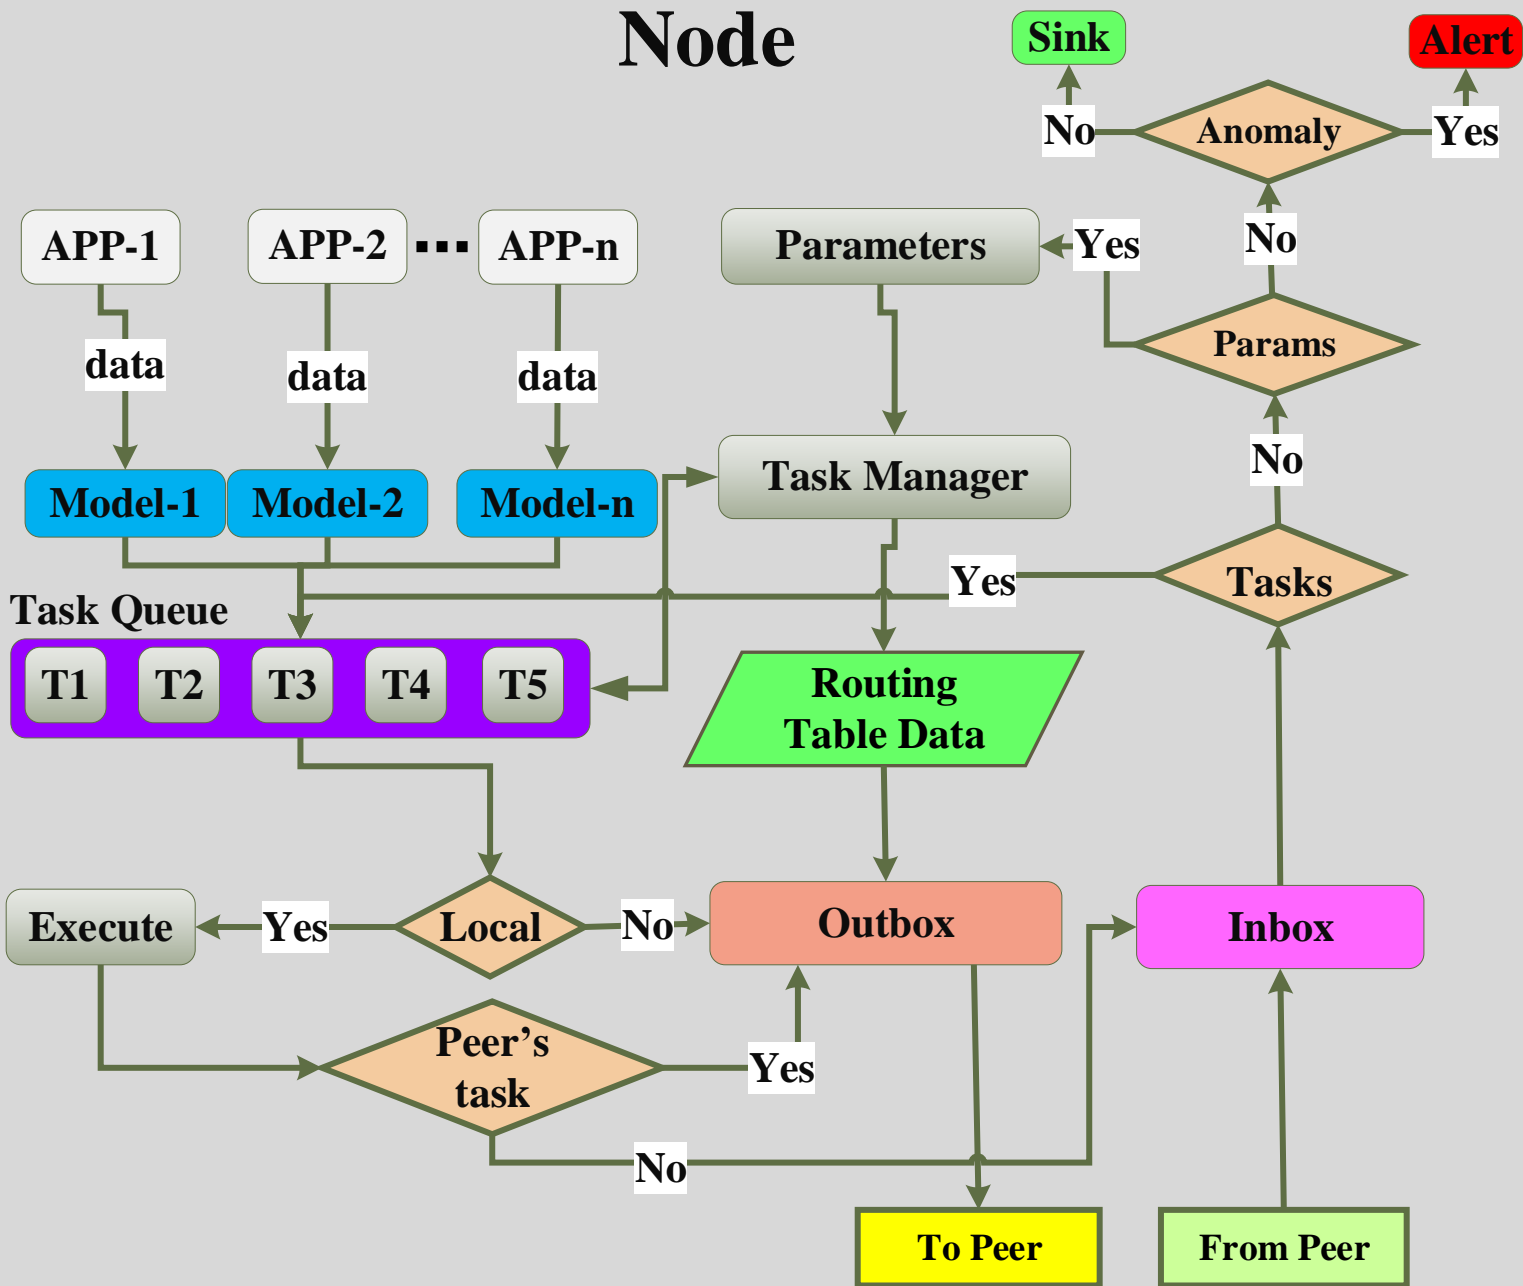 Node
Sink
Alert
No
Anomaly
Yes
APP-1
APP-2
...
APP-n
Parameters
Yes
No
data
data
data
Params
No
Model-1
Model-2
Model-n
Task Manager
Yes
Tasks
Task Queue
T1
T2
T3
T4
T5
Routing
Table Data
Execute
Yes
Local
No
Outbox
Inbox
Peer’s
task
Yes
No
To Peer
From Peer